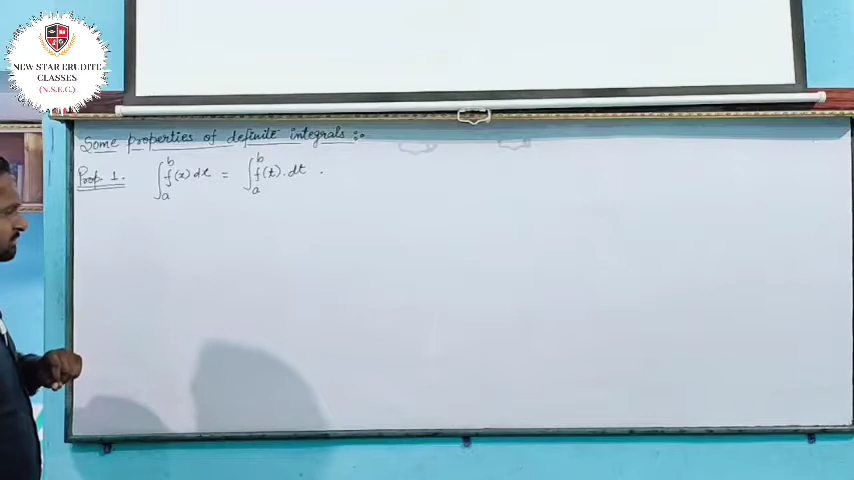 NEW STAR ERUDITE
CLASSES
(N.S.E.C.)
Some properties of definite integrals :-
Prop. 1. ∫_a^b f(x) dx = ∫_a^b f(t). dt .